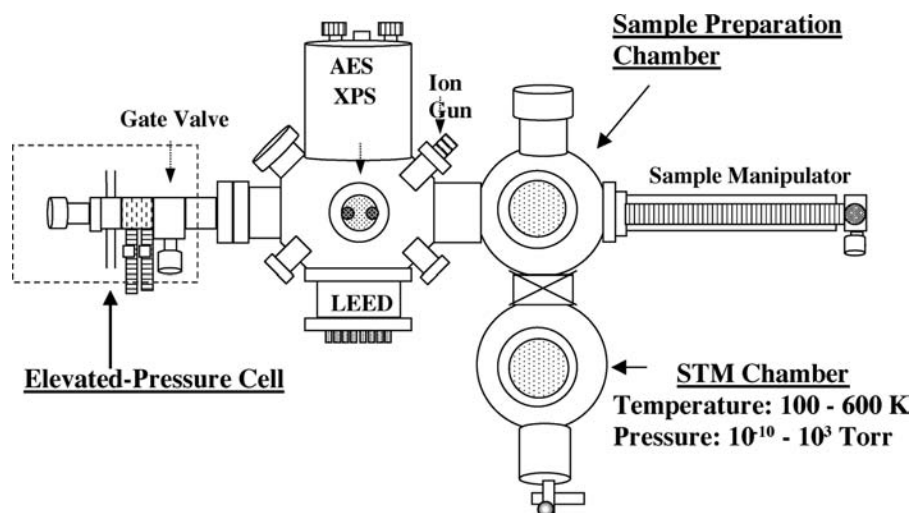 Sample Preparation
Chamber
AES
XPS
Ion
Gun
Gate Valve
Sample Manipulator
LEED
Elevated-Pressure Cell
STM Chamber
Temperature: 100 - 600 K
Pressure: 10⁻¹⁰ - 10³ Torr